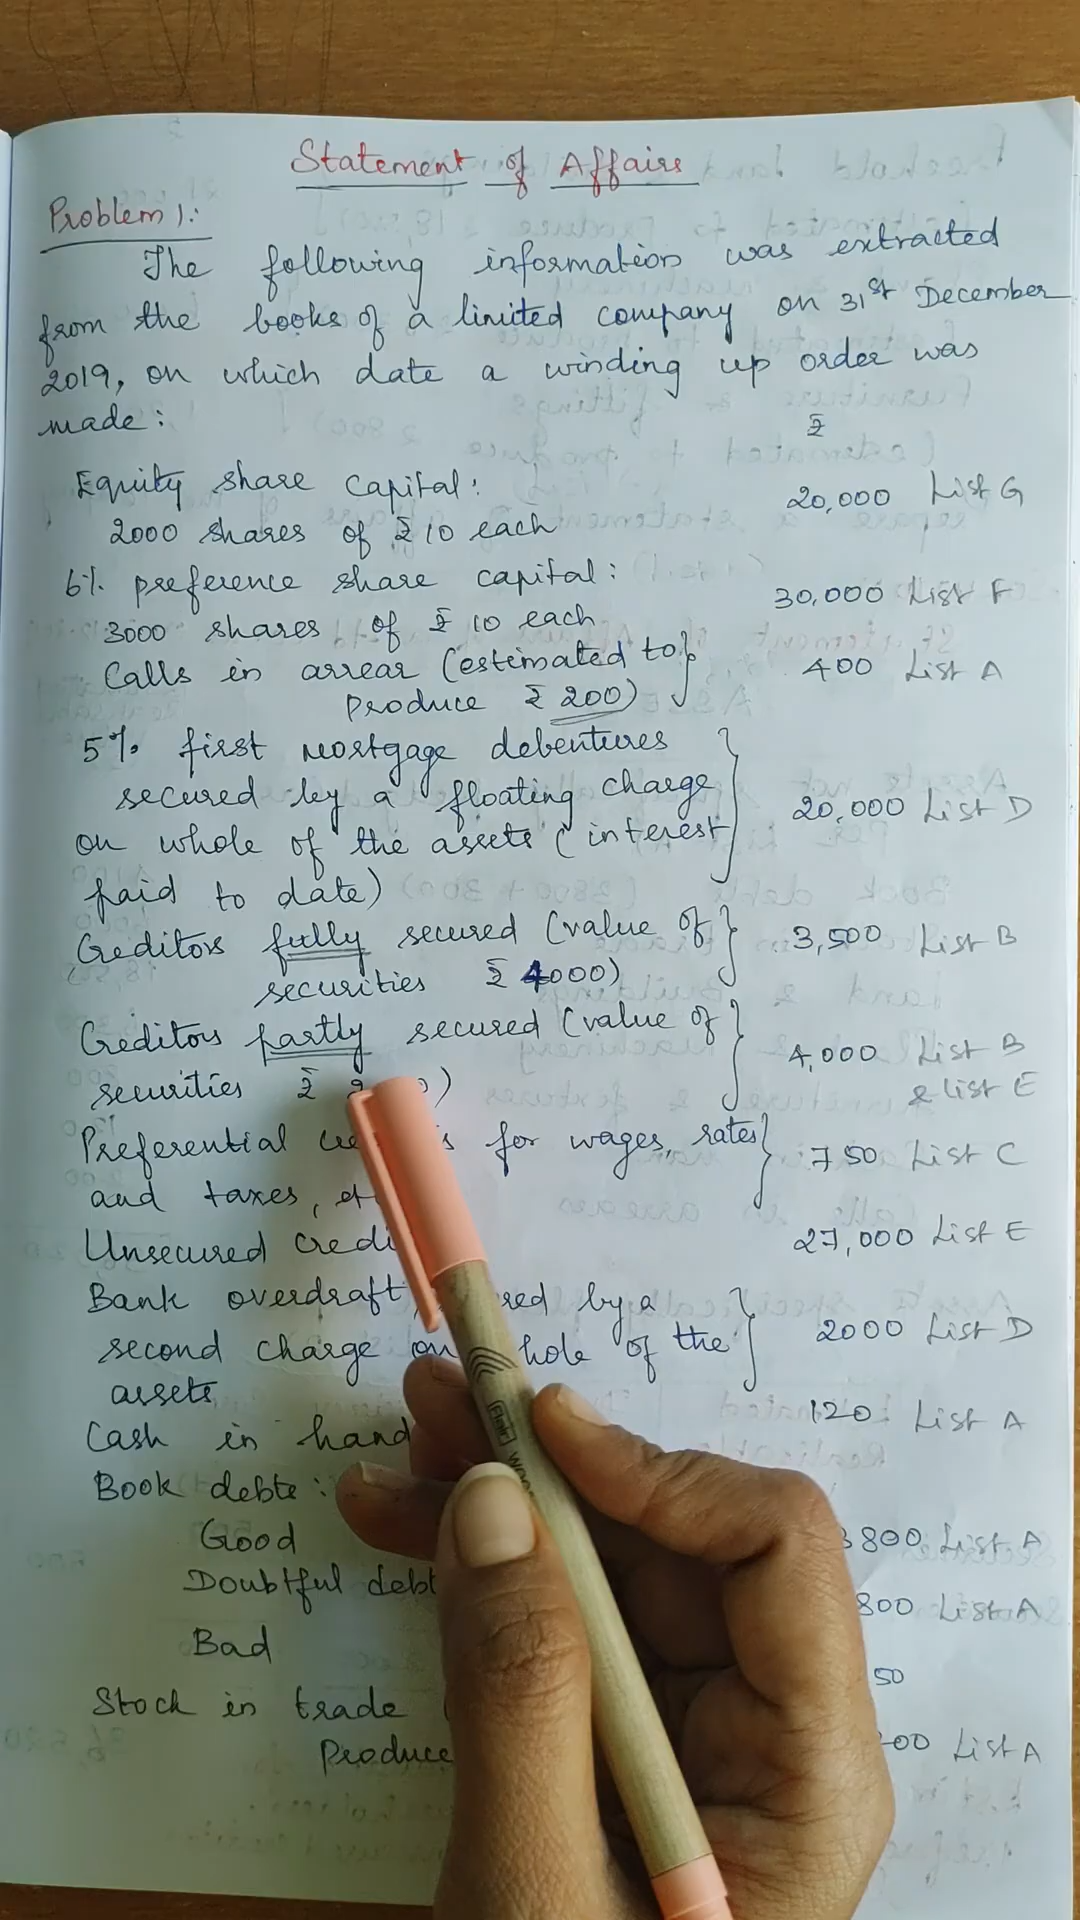 Statement of Affairs
Problem 1:
The following information was extracted
from the books of a limited company on 31st December
2019, on which date a winding up order was
made:
₹
Equity share capital:
2000 shares of ₹ 10 each 20,000 List G
6% preference share capital:
3000 shares of ₹ 10 each 30,000 List F
Calls in arrear (estimated to
produce ₹ 200) 400 List A
5% first Mortgage debentures
secured by a floating charge
on whole of the assets (interest 20,000 List D
paid to date)
Creditors fully secured (value of 3,500 List B
securities ₹ 4000)
Creditors partly secured (value of 4,000 List B
securities ₹ & List E
Preferential for wages, rates 750 List C
and taxes,
Unsecured 27,000 List E
Bank overdraft, by a
second charge on of the 2000 List D
assets
Cash in hand 120 List A
Book debts:
Good 3800 List A
Doubtful List A
Bad
Stock in trade
Produce List A